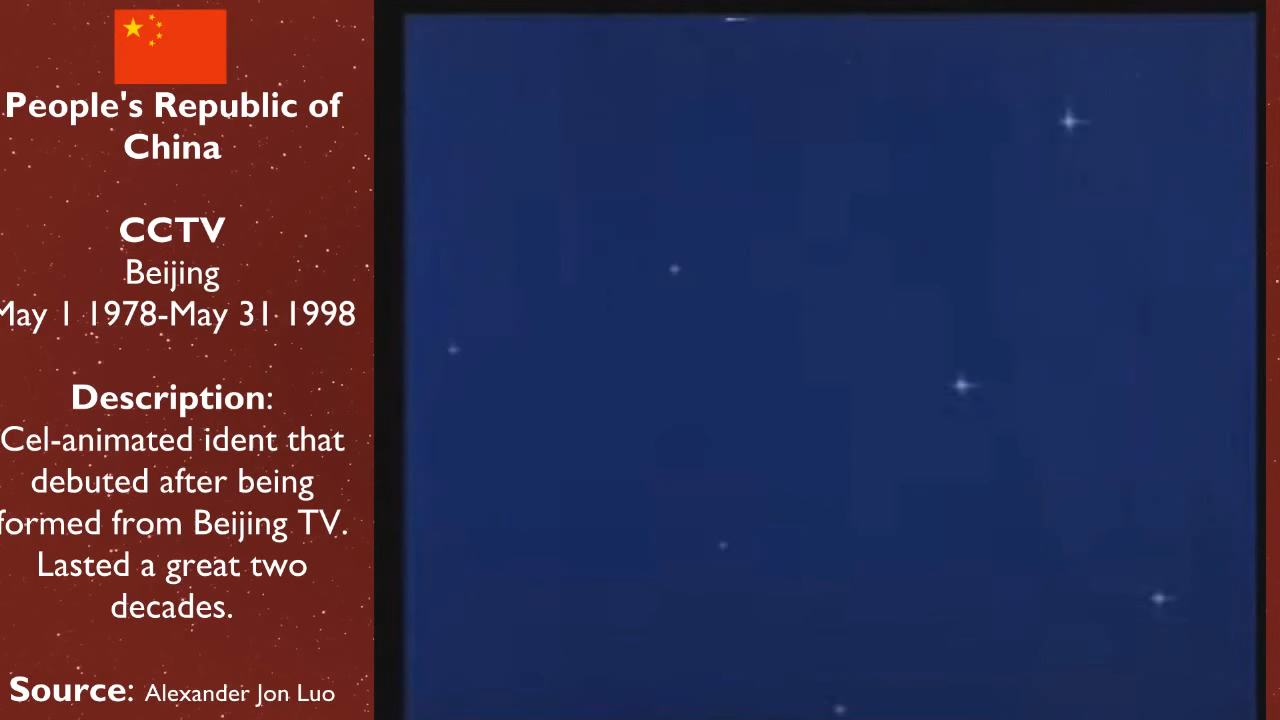 People's Republic of
China
CCTV
Beijing
May 1 1978-May 31 1998
Description:
Cel-animated ident that
debuted after being
formed from Beijing TV.
Lasted a great two
decades.
Source: Alexander Jon Luo